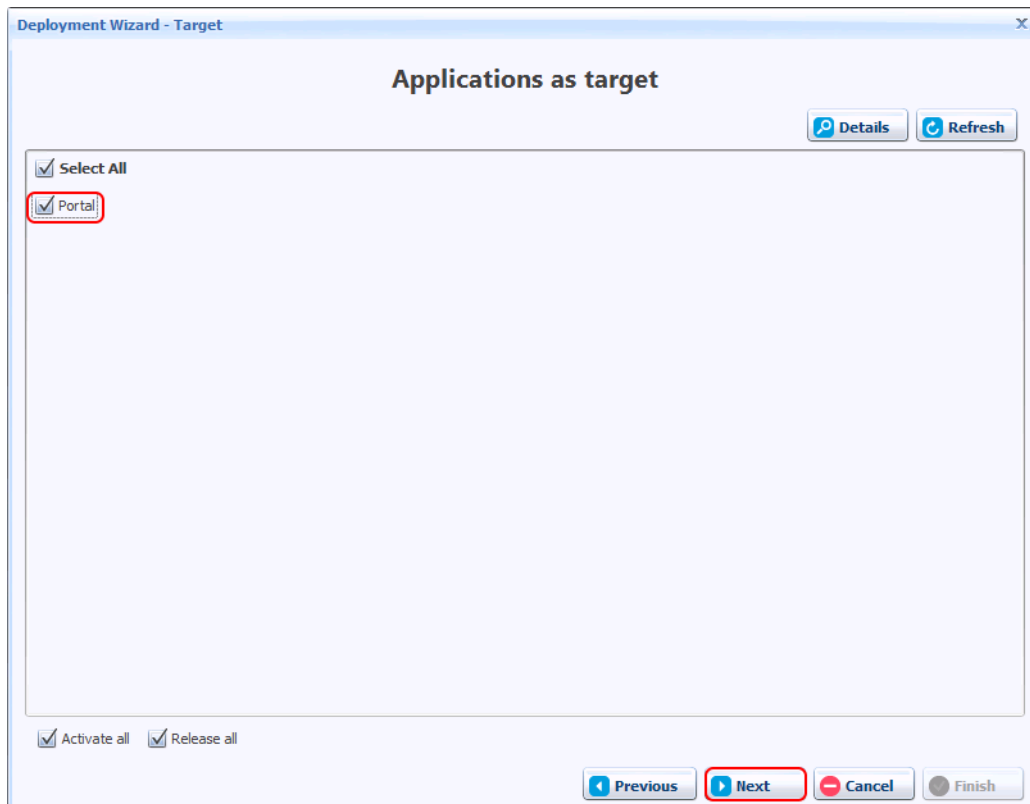 Deployment Wizard - Target x
Applications as target
Details Refresh
Select All
Portal
Activate all Release all
Previous Next Cancel Finish